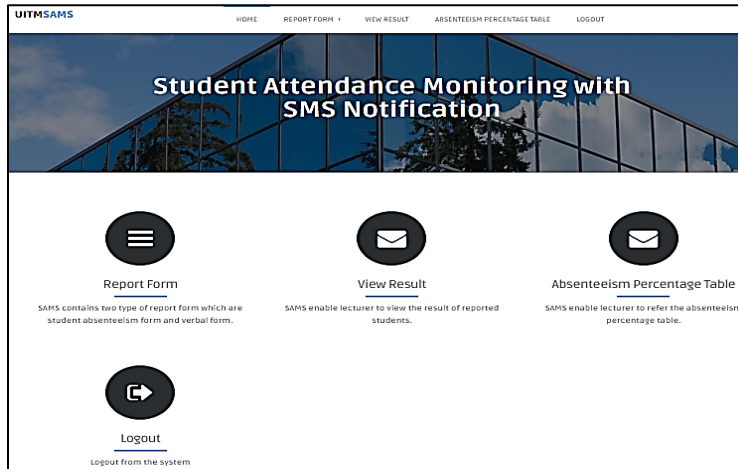 UITMSAMS
HOME
REPORT FORM
VIEW RESULT
ABSENTEEISM PERCENTAGE TABLE
LOGOUT
Student Attendance Monitoring with
SMS Notification
Report Form
SAMS contains two type of report form which are
student absenteeism form and verbal form.
View Result
SAMS enable lecturer to view the result of reported
students.
Absenteeism Percentage Table
SAMS enable lecturer to refer the absenteeism
percentage table.
Logout
Logout from the system